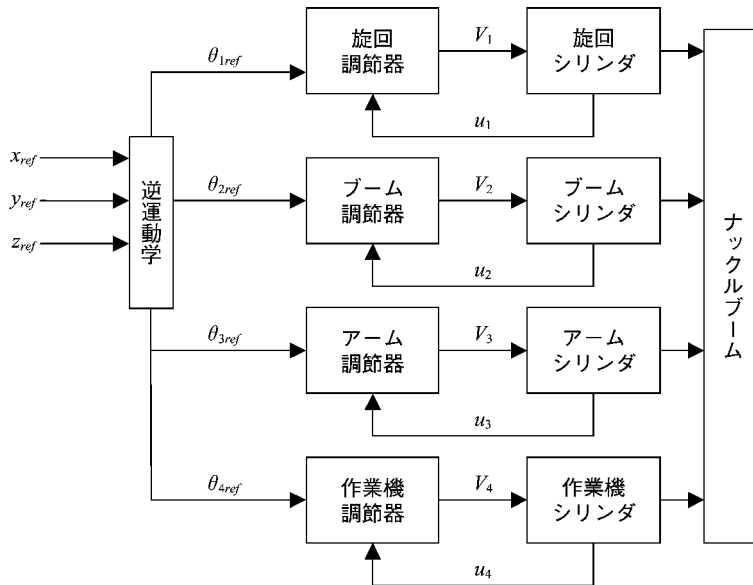 旋回
調節器
V1
旋回
シリンダ
θ1ref
u1
xref
yref
zref
逆運動学
θ2ref
ブーム
調節器
V2
ブーム
シリンダ
u2
ナックルブーム
θ3ref
アーム
調節器
V3
アーム
シリンダ
u3
θ4ref
作業機
調節器
V4
作業機
シリンダ
u4